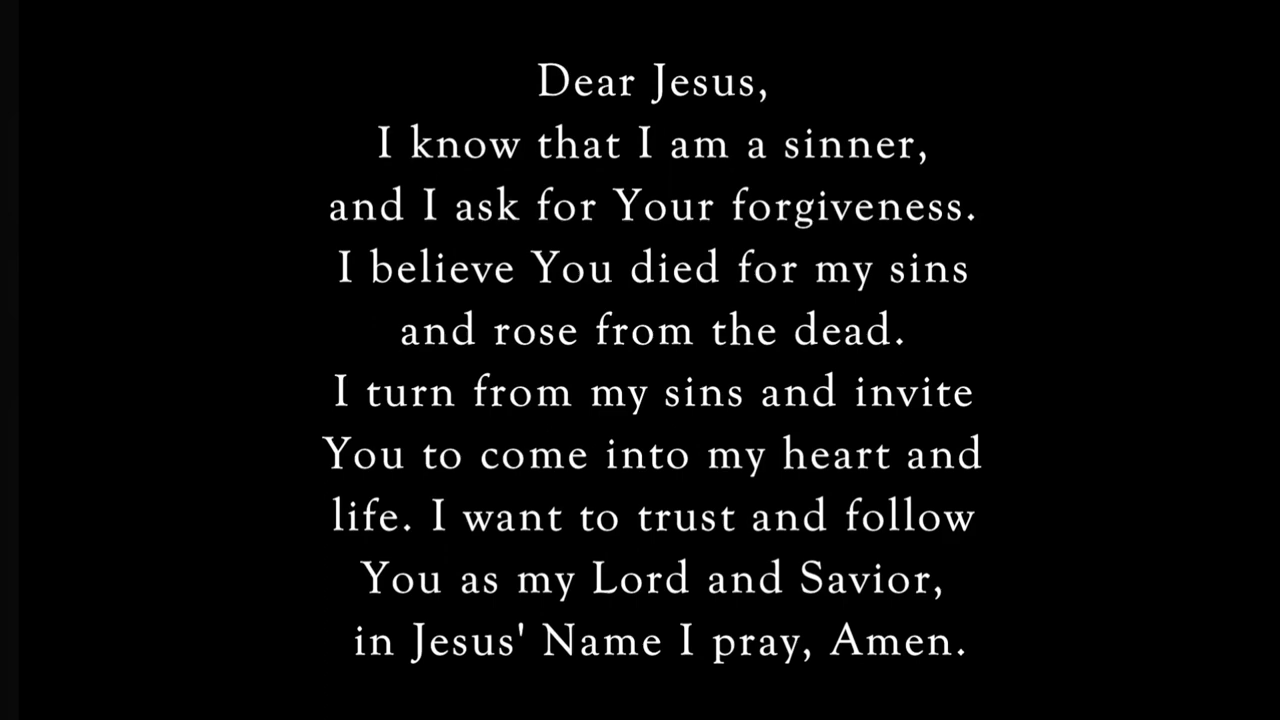 Dear Jesus,
I know that I am a sinner,
and I ask for Your forgiveness.
I believe You died for my sins
and rose from the dead.
I turn from my sins and invite
You to come into my heart and
life. I want to trust and follow
You as my Lord and Savior,
in Jesus' Name I pray, Amen.